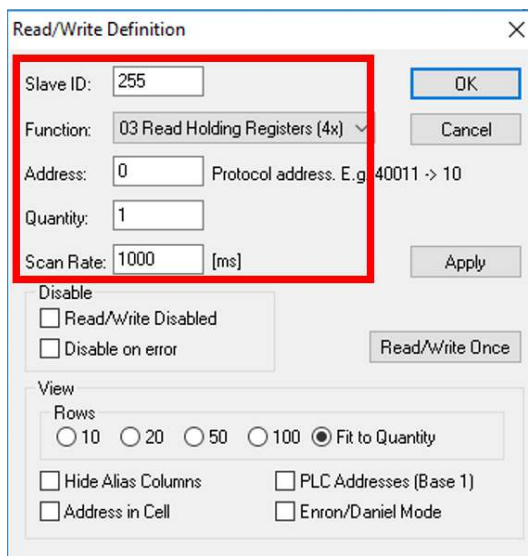 Read/Write Definition
Slave ID: 255 OK
Function: 03 Read Holding Registers (4x) Cancel
Address: 0 Protocol address. E.g. 40011 -> 10
Quantity: 1
Scan Rate: 1000 [ms] Apply
Disable
Read/Write Disabled
Disable on error
Read/Write Once
View
Rows
10 20 50 100 Fit to Quantity
Hide Alias Columns PLC Addresses (Base 1)
Address in Cell Enron/Daniel Mode